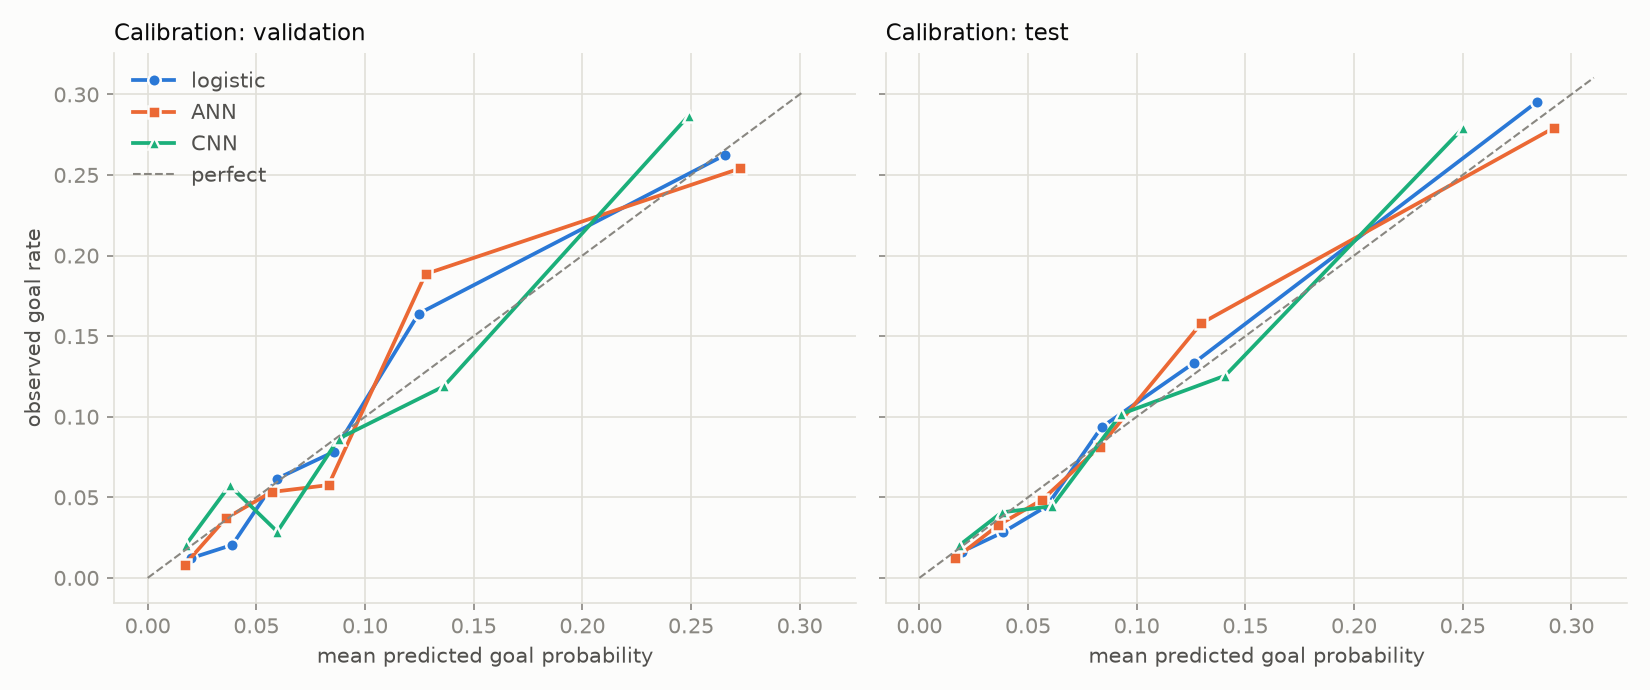 Calibration: validation
Calibration: test
logistic
ANN
CNN
perfect
observed goal rate
0.30
0.25
0.20
0.15
0.10
0.05
0.00
0.00 0.05 0.10 0.15 0.20 0.25 0.30
0.00 0.05 0.10 0.15 0.20 0.25 0.30
mean predicted goal probability
mean predicted goal probability